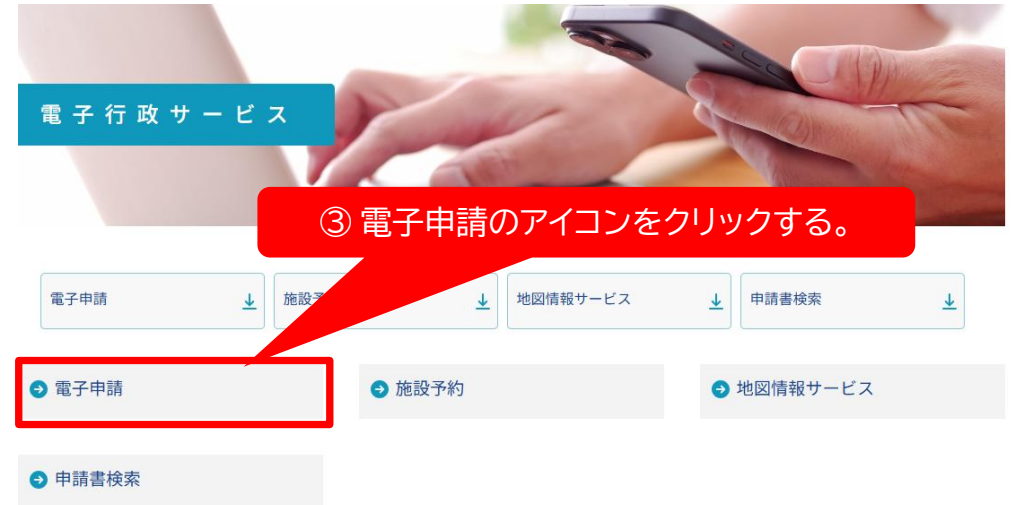 電子行政サービス
③ 電子申請のアイコンをクリックする。
電子申請
施設予
地図情報サービス
申請書検索
電子申請
施設予約
地図情報サービス
申請書検索